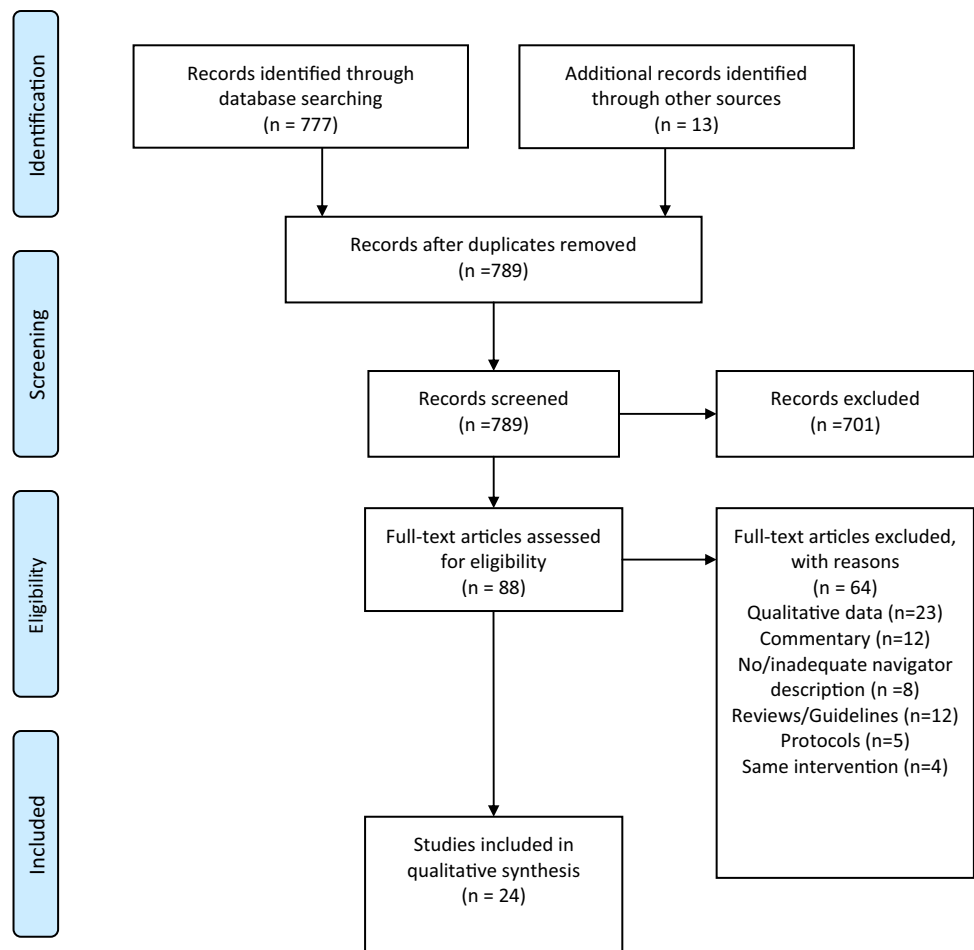 Identification
Records identified through
database searching
(n = 777)
Additional records identified
through other sources
(n = 13)
Records after duplicates removed
(n =789)
Screening
Records screened
(n =789)
Records excluded
(n =701)
Eligibility
Full-text articles assessed
for eligibility
(n = 88)
Full-text articles excluded,
with reasons
(n = 64)
Qualitative data (n=23)
Commentary (n=12)
No/inadequate navigator
description (n =8)
Reviews/Guidelines (n=12)
Protocols (n=5)
Same intervention (n=4)
Included
Studies included in
qualitative synthesis
(n = 24)